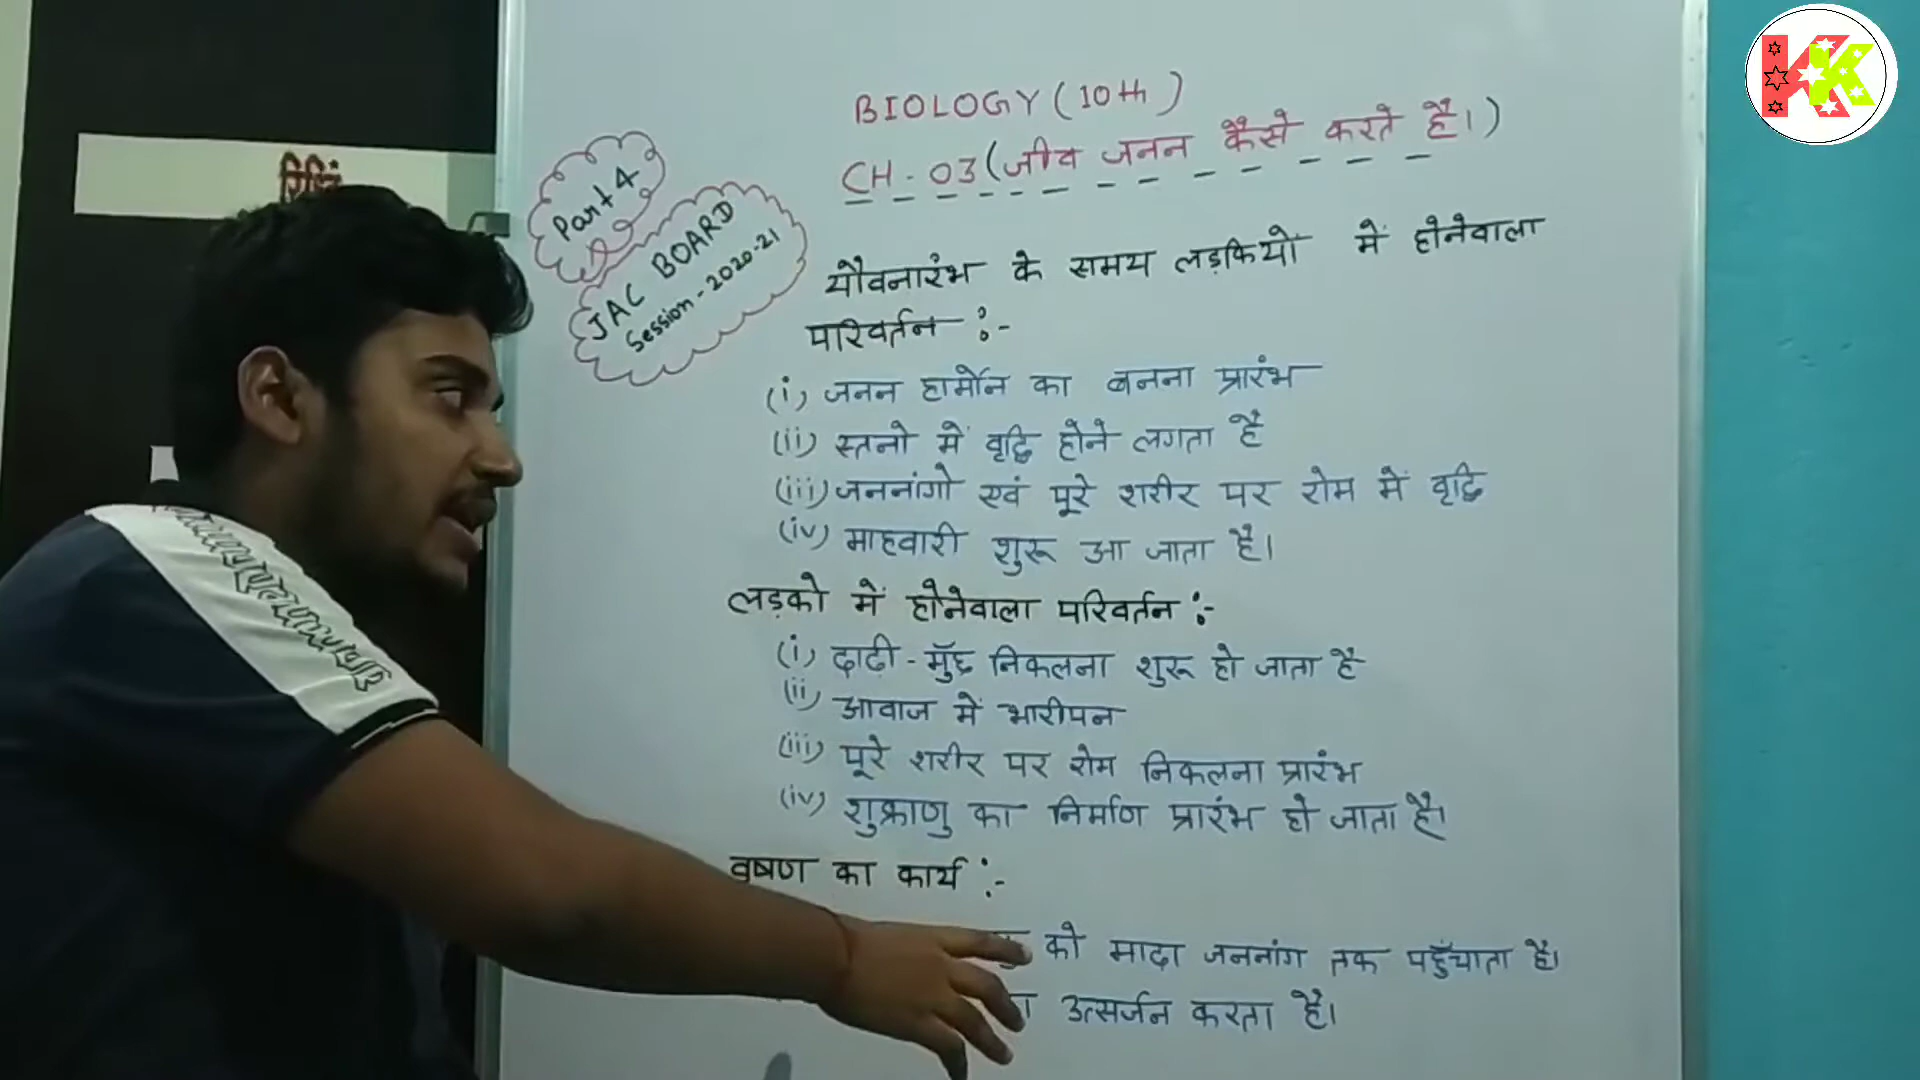 BIOLOGY (10th)
CH-03 (जीव जनन कैसे करते है।)
Part 4
JAC BOARD
Session-2020-21
यौवनारंभ के समय लड़कियों में होनेवाला
परिवर्तन :-
(i) जनन हार्मोन का बनना प्रारंभ
(ii) स्तनो में वृद्धि होने लगता है
(iii) जननांगो एवं पूरे शरीर पर रोम में वृद्धि
(iv) माहवारी शुरू आ जाता है।
लड़को में होनेवाला परिवर्तन :-
(i) दाढ़ी-मुँछ निकलना शुरू हो जाता है
(ii) आवाज में भारीपन
(iii) पूरे शरीर पर रोम निकलना प्रारंभ
(iv) शुक्राणु का निर्माण प्रारंभ हो जाता है।
वृषण का कार्य :-
को मादा जननांग तक पहुँचाता है।
उत्सर्जन करता है।
KK